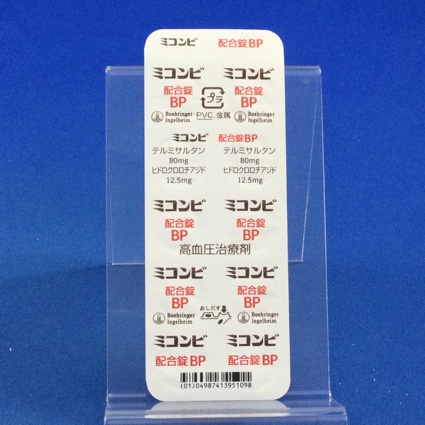 ミコンビ 配合錠BP
ミコンビ ミコンビ
配合錠 配合錠
BP プラ BP
Boehringer Ingelheim PVC,金属 Boehringer Ingelheim
ミコンビ 配合錠BP
テルミサルタン テルミサルタン
80mg 80mg
ヒドロクロロチアジド ヒドロクロロチアジド
12.5mg 12.5mg
ミコンビ ミコンビ
配合錠 配合錠
BP BP
高血圧治療剤
ミコンビ ミコンビ
配合錠 配合錠
BP おしだす BP
Boehringer Ingelheim Boehringer Ingelheim
ミコンビ ミコンビ
配合錠BP 配合錠BP
(01)04987413951098